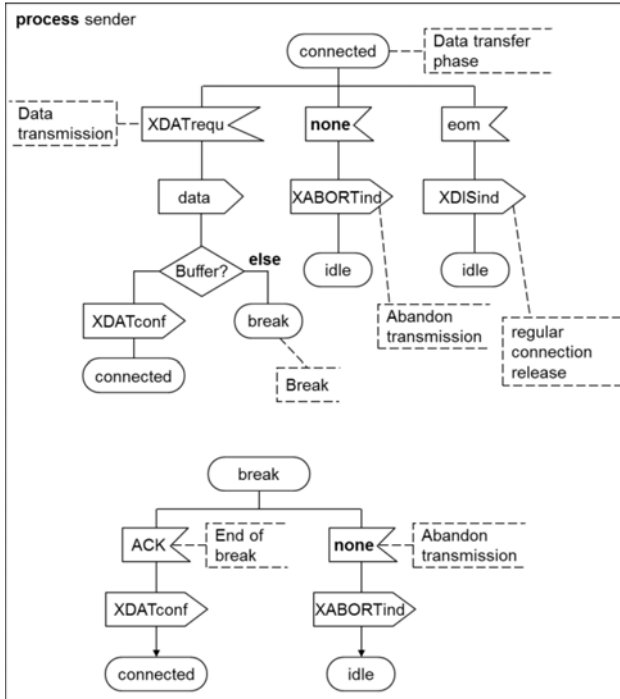 process sender
connected
Data transfer
phase
Data
transmission
XDATrequ
none
eom
data
XABORTind
XDISind
Buffer?
else
idle
idle
XDATconf
break
Abandon
transmission
regular
connection
release
connected
Break
break
ACK
End of
break
none
Abandon
transmission
XDATconf
XABORTind
connected
idle